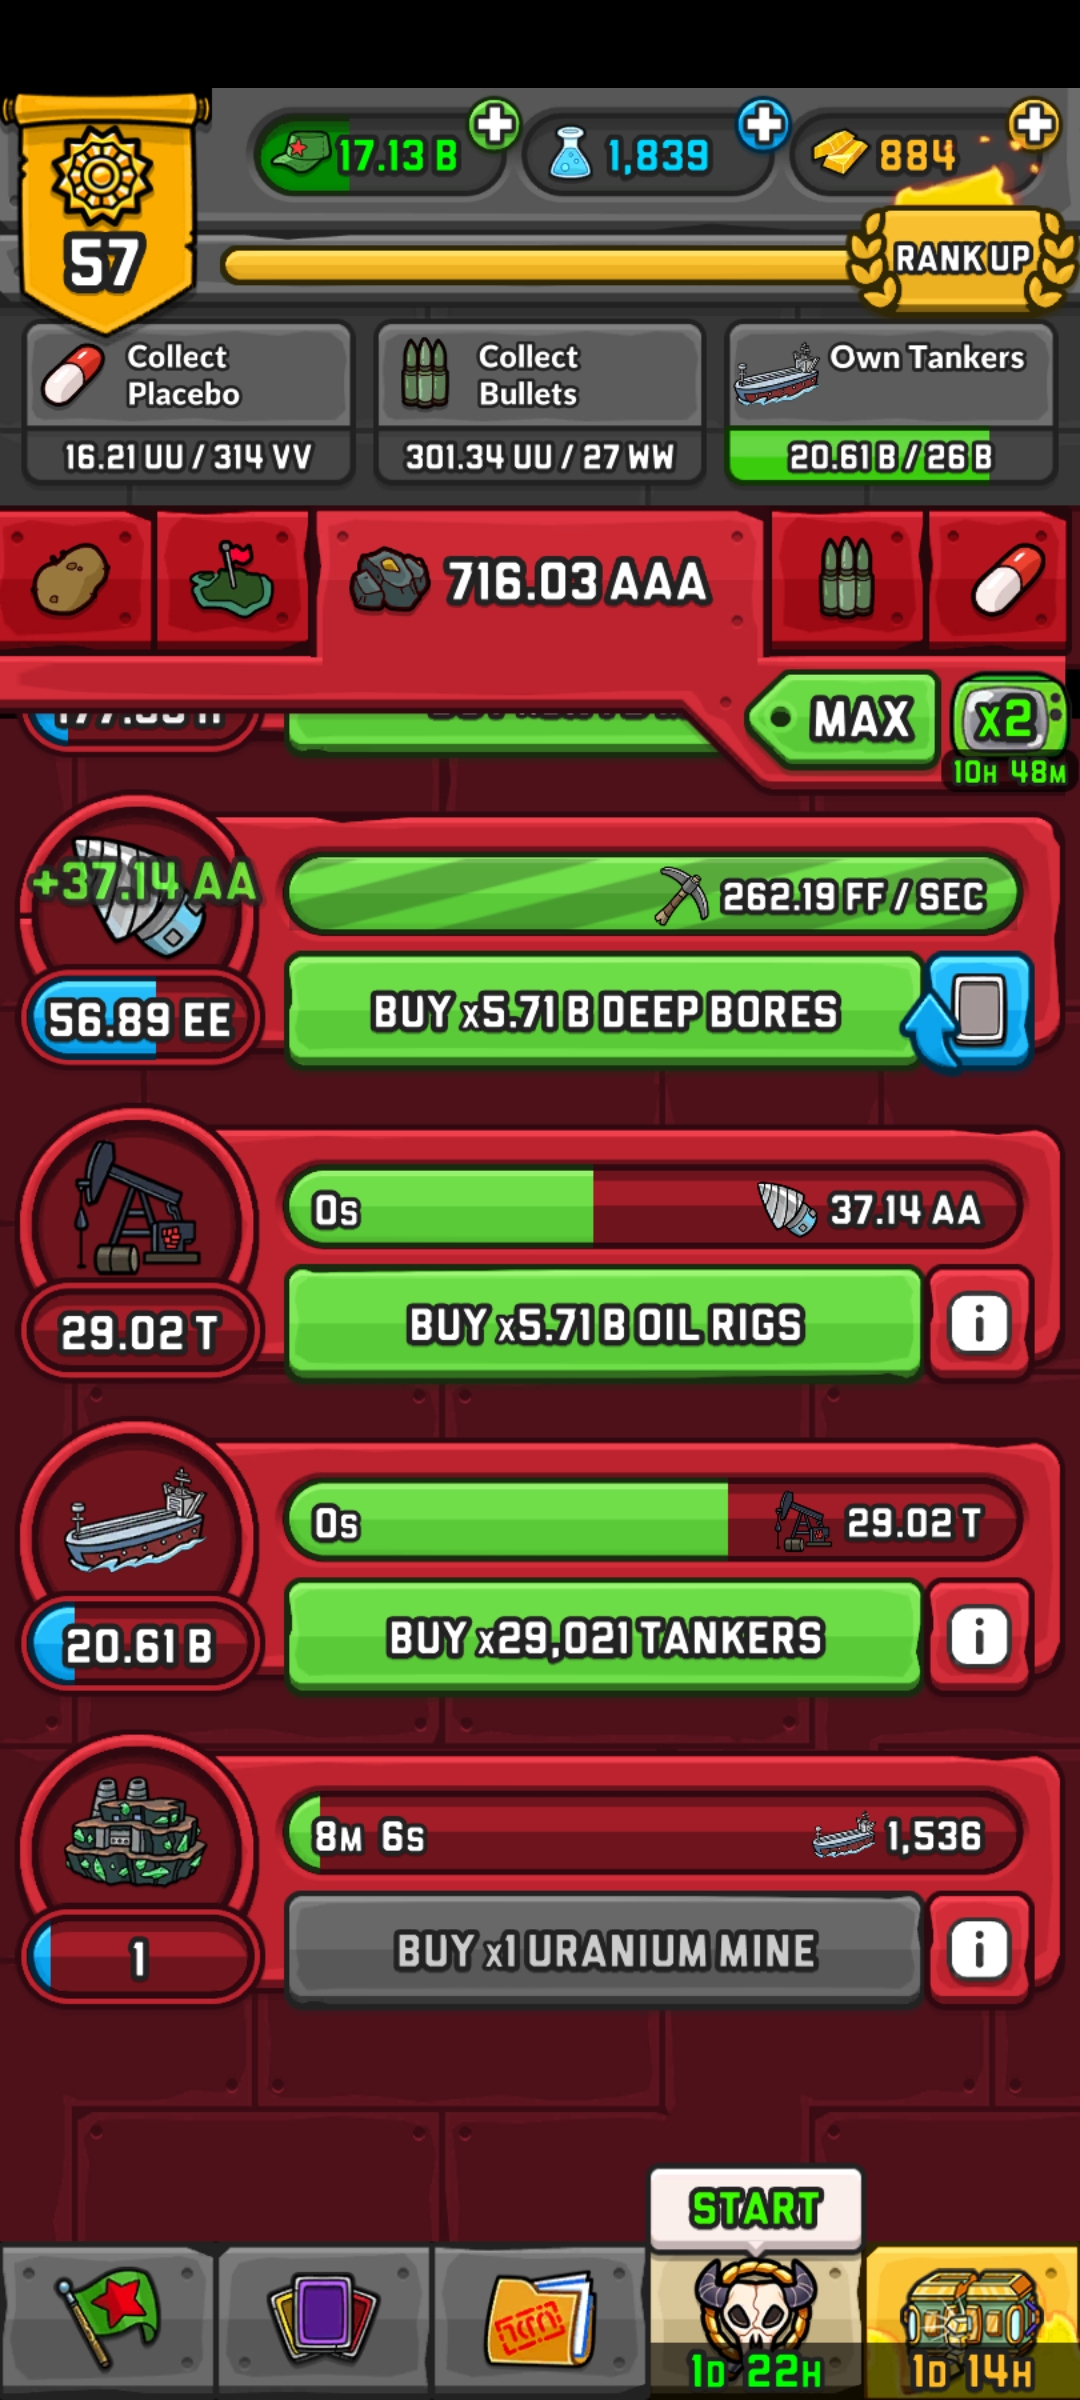 17.13 B
1,839
884
57
RANK UP
Collect
Placebo
16.21 UU / 314 VV
Collect
Bullets
301.34 UU / 27 WW
Own Tankers
20.61 B / 26 B
716.03 AAA
MAX
x2
10H 48M
+37.14 AA
262.19 FF / SEC
56.89 EE
BUY x5.71 B DEEP BORES
0s
37.14 AA
29.02 T
BUY x5.71 B OIL RIGS
i
0s
29.02 T
20.61 B
BUY x29,021 TANKERS
i
8M 6s
1,536
1
BUY x1 URANIUM MINE
i
START
1D 22H
1D 14H